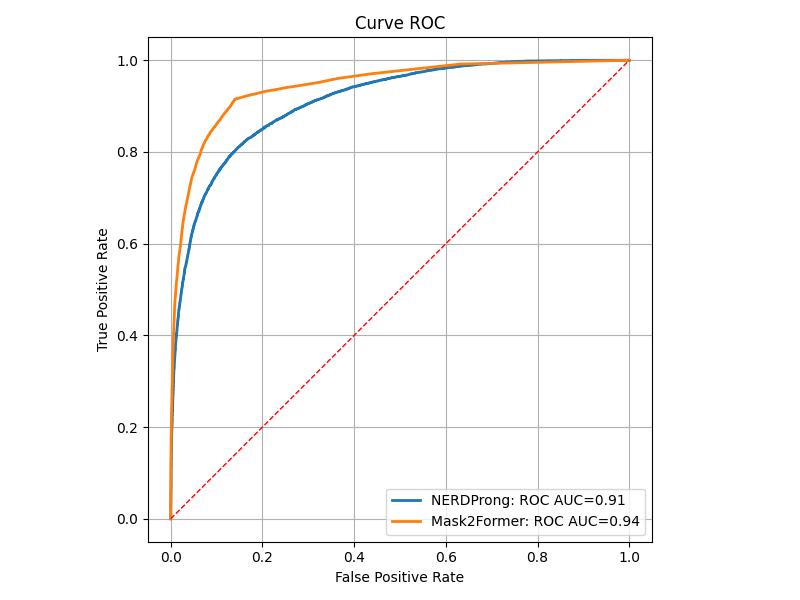 Curve ROC
True Positive Rate
1.0
0.8
0.6
0.4
0.2
0.0
0.0 0.2 0.4 0.6 0.8 1.0
False Positive Rate
NERDProng: ROC AUC=0.91
Mask2Former: ROC AUC=0.94